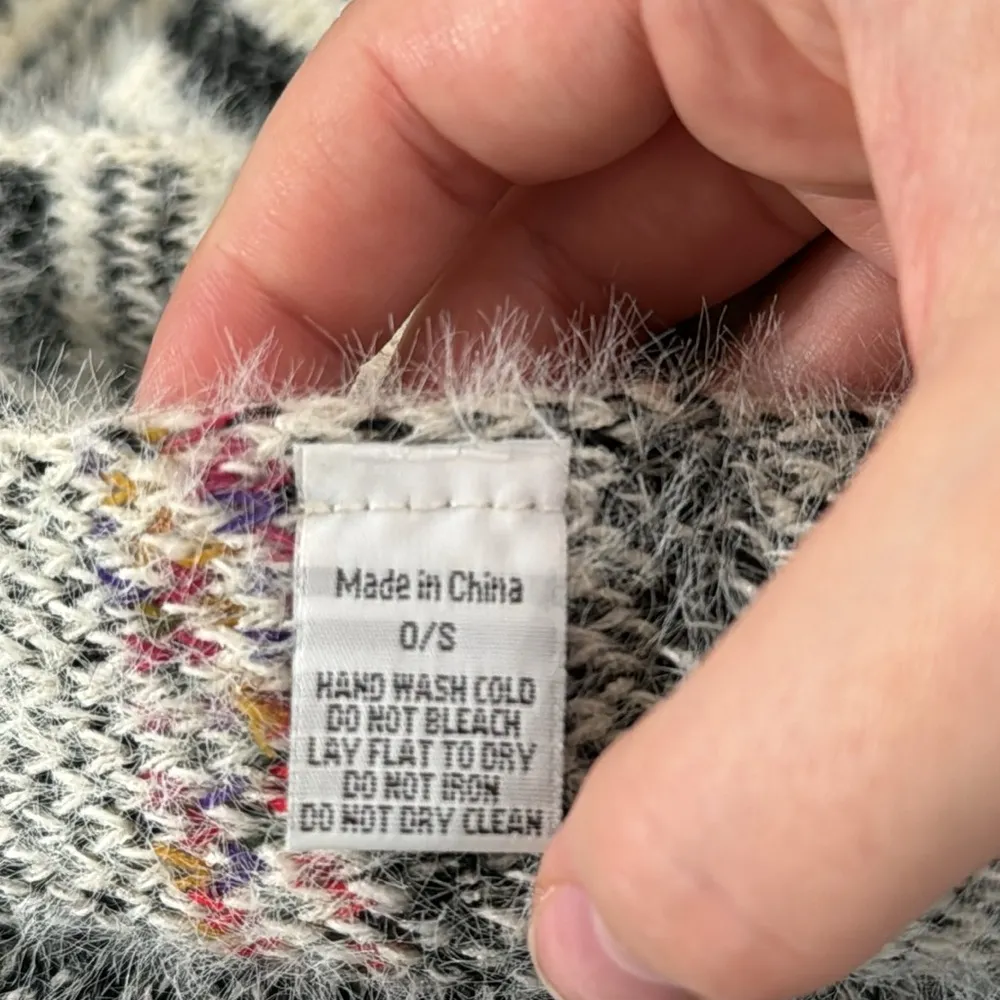 Made in China
O/S
HAND WASH COLD
DO NOT BLEACH
LAY FLAT TO DRY
DO NOT IRON
DO NOT DRY CLEAN